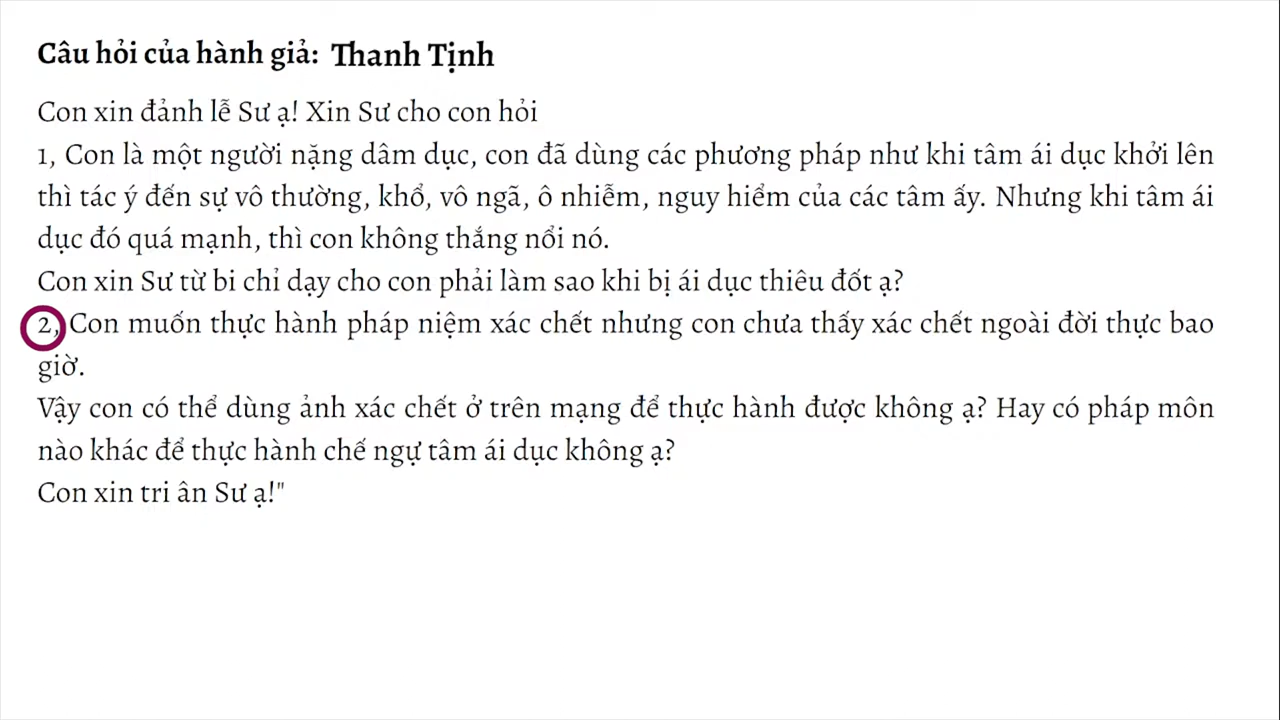 Câu hỏi của hành giả: Thanh Tịnh
Con xin đảnh lễ Sư ạ! Xin Sư cho con hỏi
1, Con là một người nặng dâm dục, con đã dùng các phương pháp như khi tâm ái dục khởi lên
thì tác ý đến sự vô thường, khổ, vô ngã, ô nhiễm, nguy hiểm của các tâm ấy. Nhưng khi tâm ái
dục đó quá mạnh, thì con không thắng nổi nó.
Con xin Sư từ bi chỉ dạy cho con phải làm sao khi bị ái dục thiêu đốt ạ?
2, Con muốn thực hành pháp niệm xác chết nhưng con chưa thấy xác chết ngoài đời thực bao
giờ.
Vậy con có thể dùng ảnh xác chết ở trên mạng để thực hành được không ạ? Hay có pháp môn
nào khác để thực hành chế ngự tâm ái dục không ạ?
Con xin tri ân Sư ạ!"